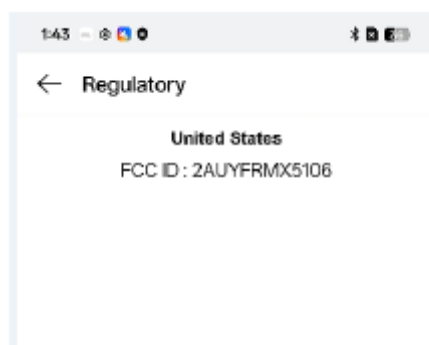 1:43
← Regulatory
United States
FCC ID : 2AUYFRMX5106